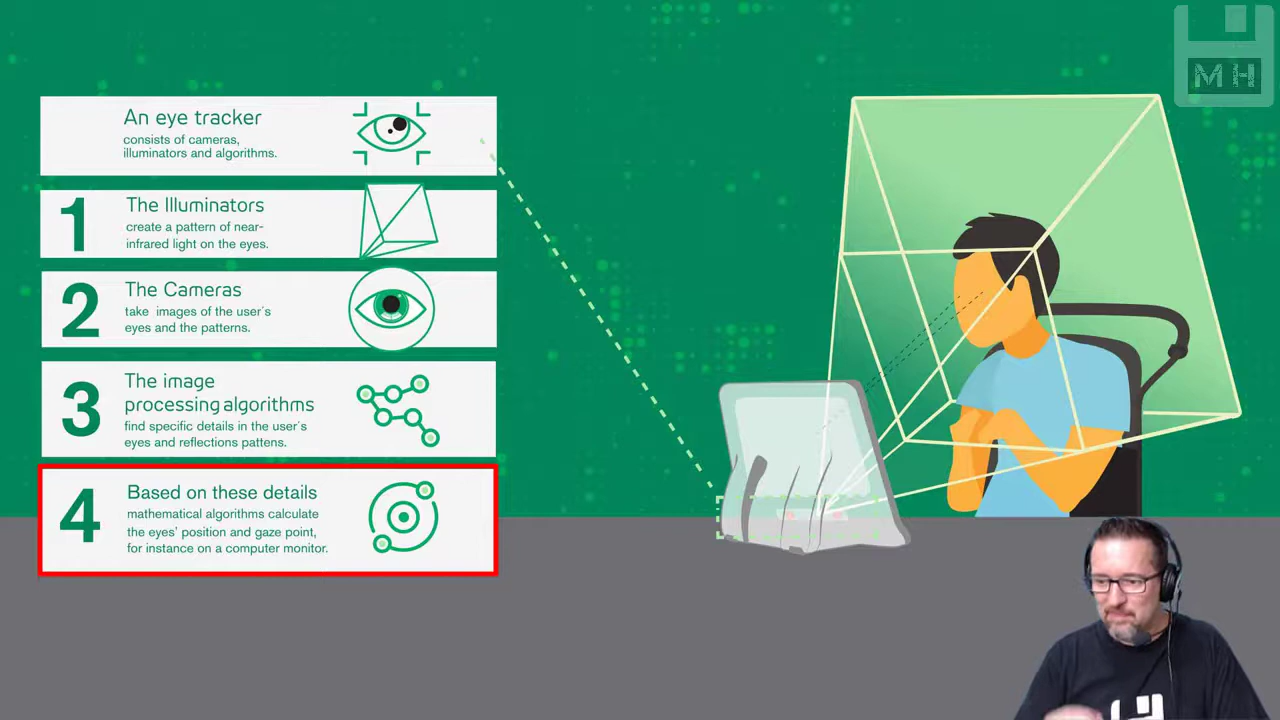 MH
An eye tracker
consists of cameras,
illuminators and algorithms.
1
The Illuminators
create a pattern of near-
infrared light on the eyes.
2
The Cameras
take images of the user's
eyes and the patterns.
3
The image
processing algorithms
find specific details in the user's
eyes and reflections pattens.
4
Based on these details
mathematical algorithms calculate
the eyes' position and gaze point,
for instance on a computer monitor.